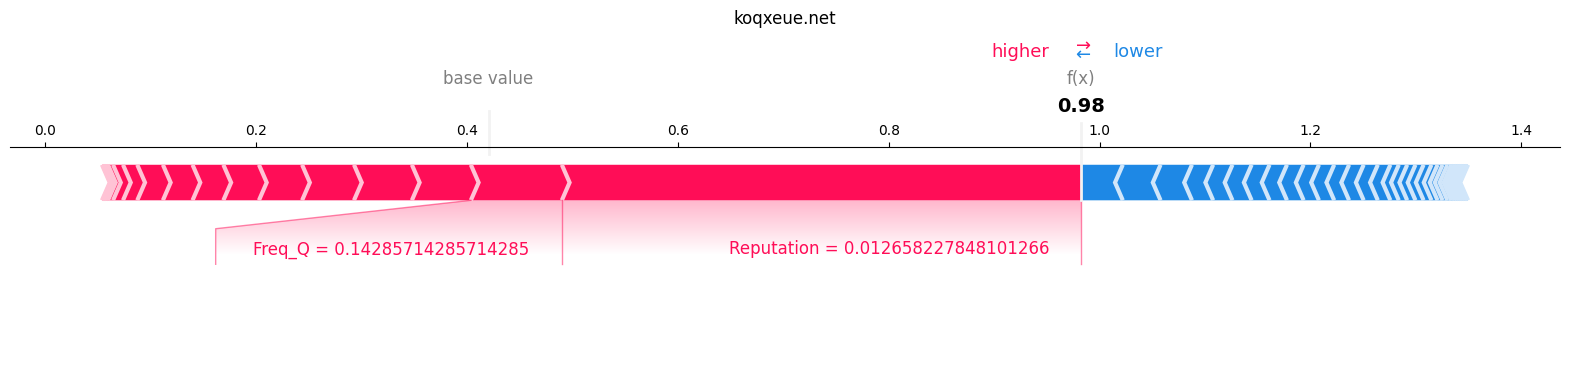 koqxeue.net
higher ⇄ lower
base value f(x)
0.98
0.0 0.2 0.4 0.6 0.8 1.0 1.2 1.4
Freq_Q = 0.14285714285714285 Reputation = 0.012658227848101266